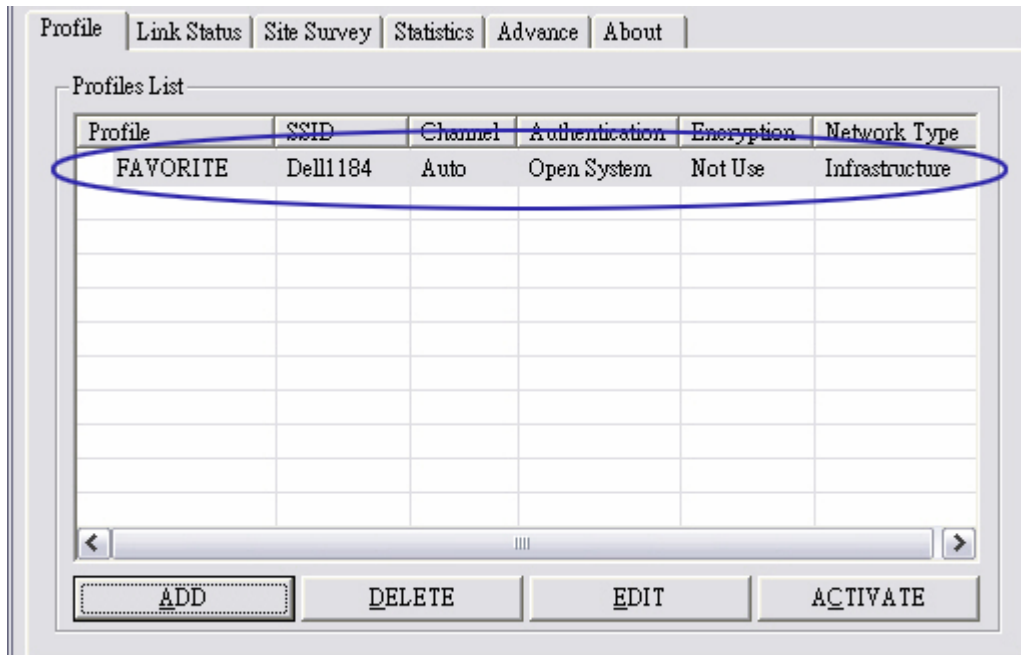 Profile Link Status Site Survey Statistics Advance About
Profiles List
Profile SSID Channel Authentication Encryption Network Type
FAVORITE Dell1184 Auto Open System Not Use Infrastructure
ADD DELETE EDIT ACTIVATE